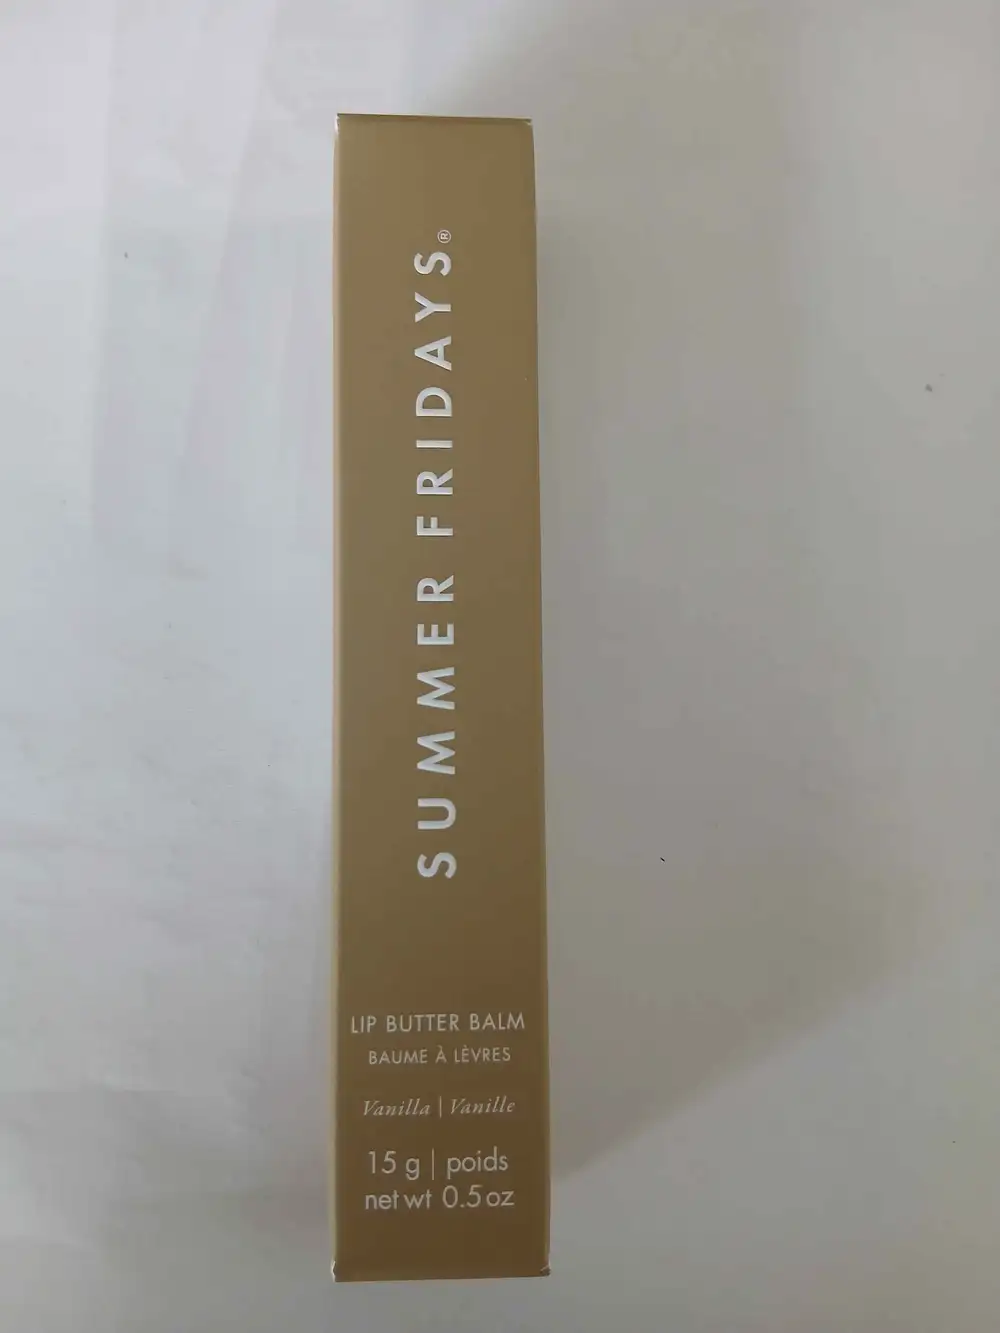 SUMMER FRIDAYS®
LIP BUTTER BALM
BAUME À LÈVRES
Vanilla | Vanille
15 g | poids
net wt 0.5 oz